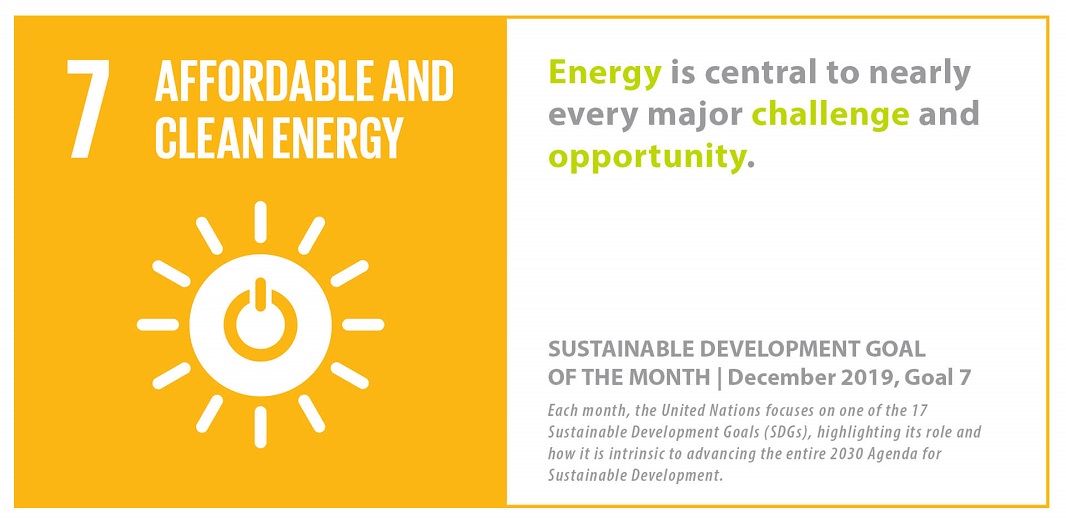 7
AFFORDABLE AND
CLEAN ENERGY
Energy is central to nearly
every major challenge and
opportunity.
SUSTAINABLE DEVELOPMENT GOAL
OF THE MONTH | December 2019, Goal 7
Each month, the United Nations focuses on one of the 17
Sustainable Development Goals (SDGs), highlighting its role and
how it is intrinsic to advancing the entire 2030 Agenda for
Sustainable Development.